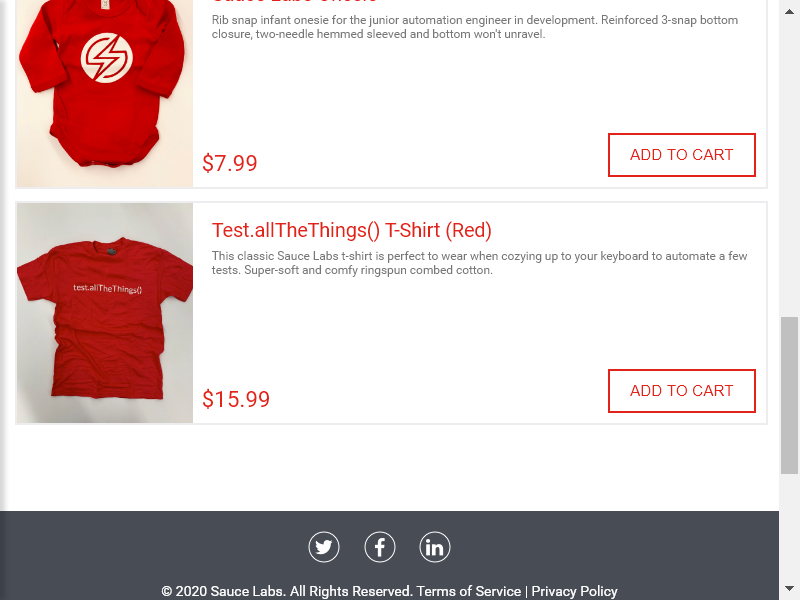 Rib snap infant onesie for the junior automation engineer in development. Reinforced 3-snap bottom
closure, two-needle hemmed sleeved and bottom won't unravel.
$7.99
ADD TO CART
Test.allTheThings() T-Shirt (Red)
This classic Sauce Labs t-shirt is perfect to wear when cozying up to your keyboard to automate a few
tests. Super-soft and comfy ringspun combed cotton.
test.allTheThings()
$15.99
ADD TO CART
© 2020 Sauce Labs. All Rights Reserved. Terms of Service | Privacy Policy